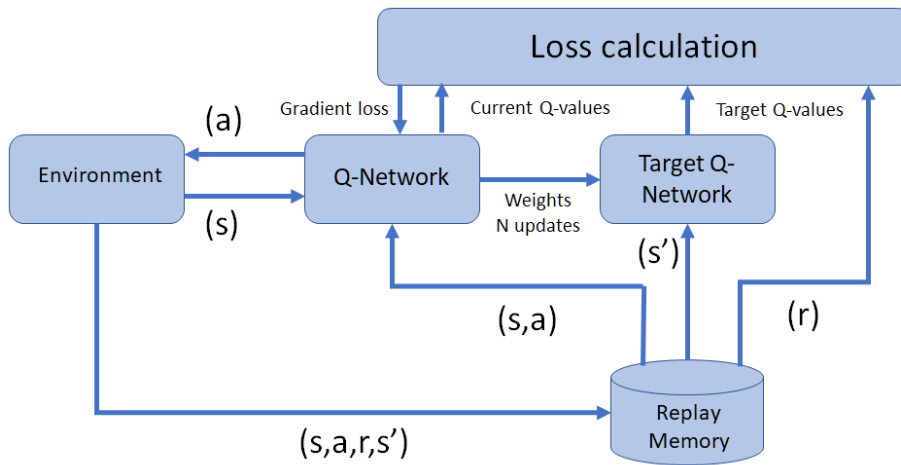 Loss calculation
Gradient loss
Current Q-values
Target Q-values
(a)
Environment
Q-Network
Target Q-
Network
(s)
Weights
N updates
(s’)
(s,a)
(r)
Replay
Memory
(s,a,r,s’)